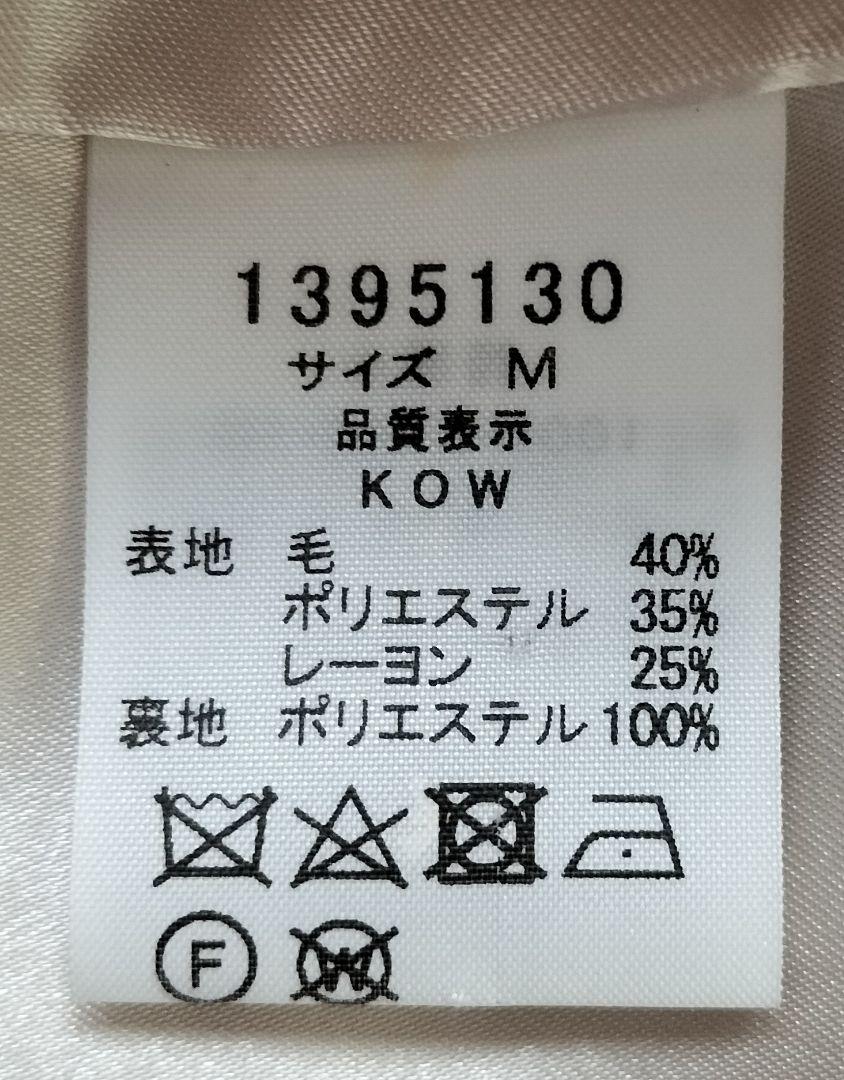 1395130
サイズ M
品質表示
KOW
表地 毛 40%
ポリエステル 35%
レーヨン 25%
裏地 ポリエステル 100%
F
W